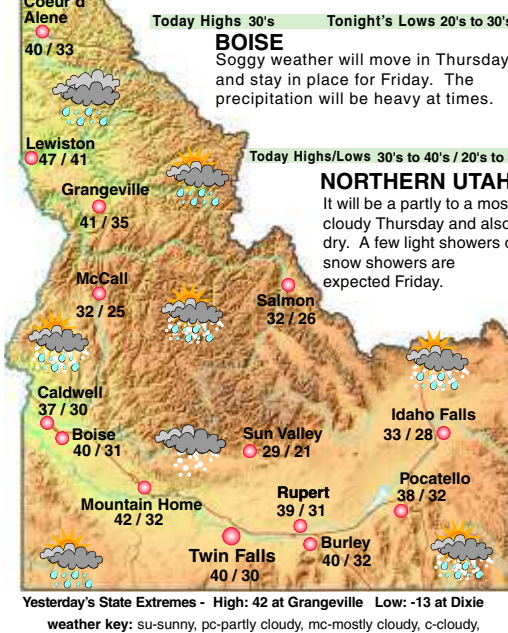 Coeur d'
Alene
40 / 33
Today Highs 30's Tonight's Lows 20's to 30's
BOISE
Soggy weather will move in Thursday
and stay in place for Friday. The
precipitation will be heavy at times.
Lewiston
47 / 41
Today Highs/Lows 30's to 40's / 20's to
Grangeville
41 / 35
NORTHERN UTAH
It will be a partly to a mos
cloudy Thursday and also
dry. A few light showers o
snow showers are
expected Friday.
McCall
32 / 25
Salmon
32 / 26
Caldwell
37 / 30
Boise
40 / 31
Sun Valley
29 / 21
Idaho Falls
33 / 28
Mountain Home
42 / 32
Rupert
39 / 31
Pocatello
38 / 32
Twin Falls
40 / 30
Burley
40 / 32
Yesterday's State Extremes - High: 42 at Grangeville Low: -13 at Dixie
weather key: su-sunny, pc-partly cloudy, mc-mostly cloudy, c-cloudy,